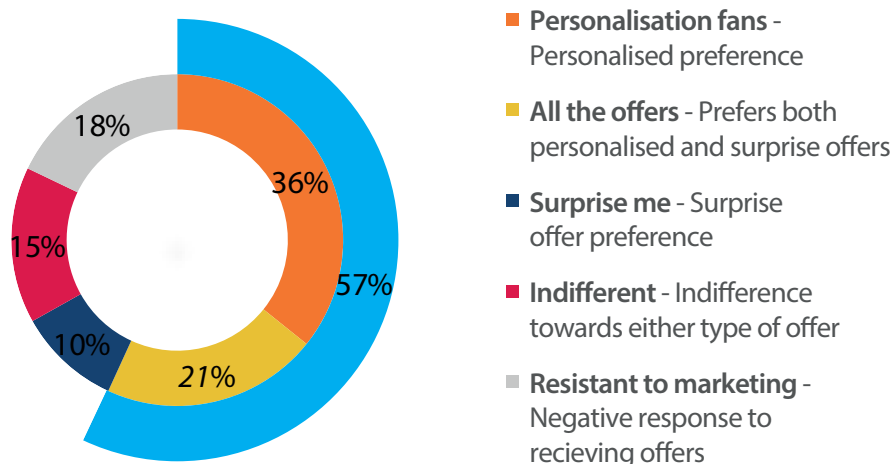 Personalisation fans -
Personalised preference
All the offers - Prefers both
personalised and surprise offers
Surprise me - Surprise
offer preference
Indifferent - Indifference
towards either type of offer
Resistant to marketing -
Negative response to
recieving offers
18%
36%
15%
57%
10%
21%